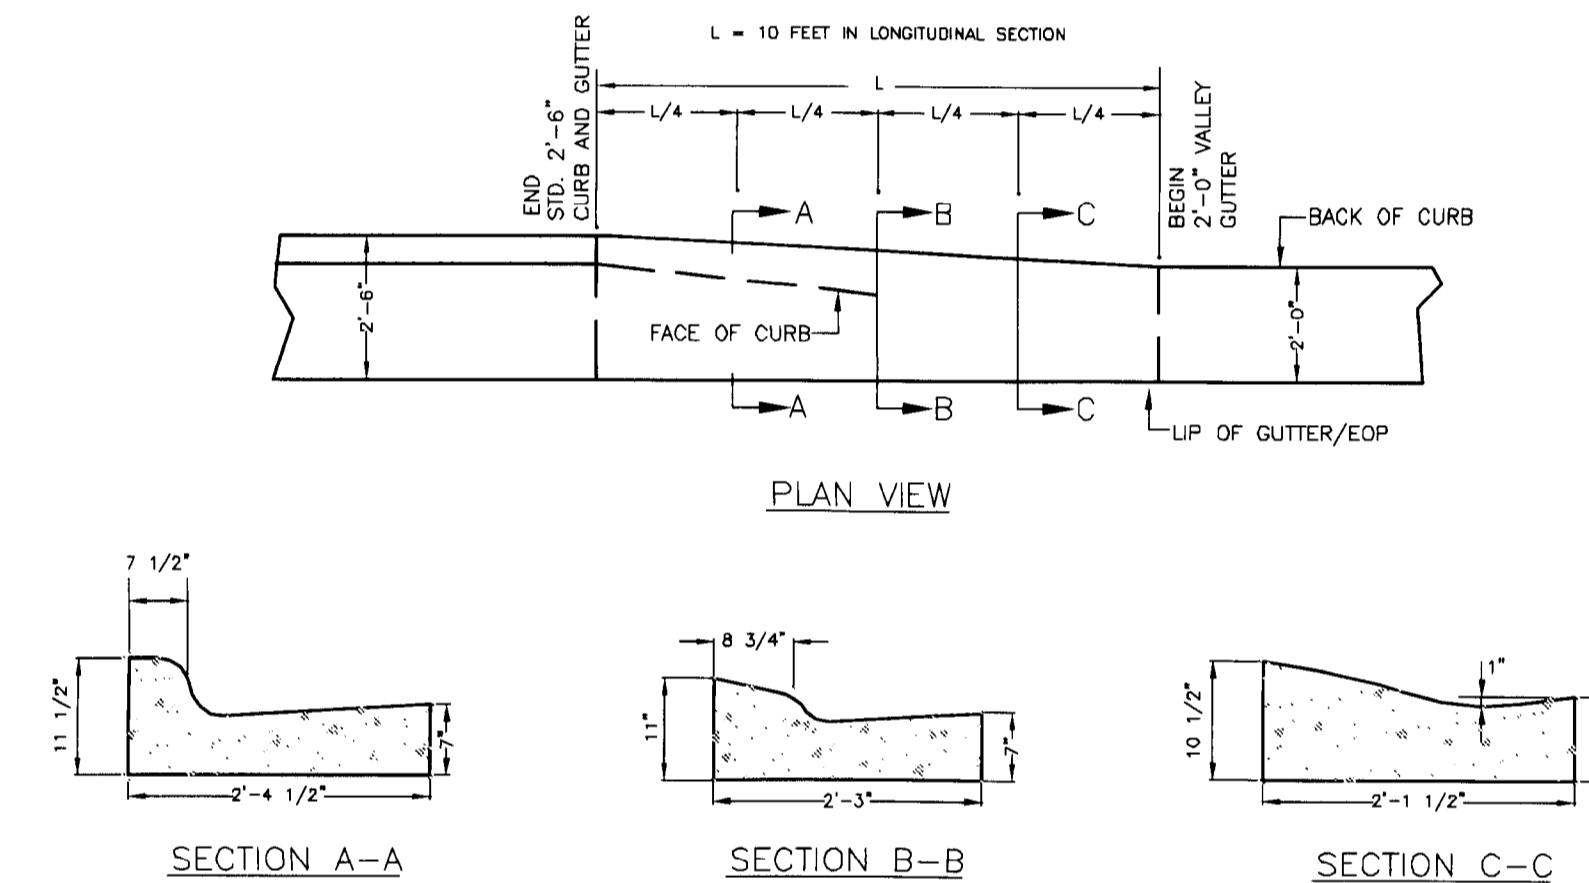 L = 10 FEET IN LONGITUDINAL SECTION
END
STD. 2'-6"
CURB AND GUTTER
L
L/4
L/4
L/4
L/4
BEGIN
2'-0" VALLEY
GUTTER
A
B
C
BACK OF CURB
2'-6"
FACE OF CURB
2'-0"
A
B
C
LIP OF GUTTER/EOP
PLAN VIEW
7 1/2"
11 1/2"
7"
2'-4 1/2"
SECTION A-A
8 3/4"
11"
7"
2'-3"
SECTION B-B
1"
10 1/2"
2'-1 1/2"
SECTION C-C